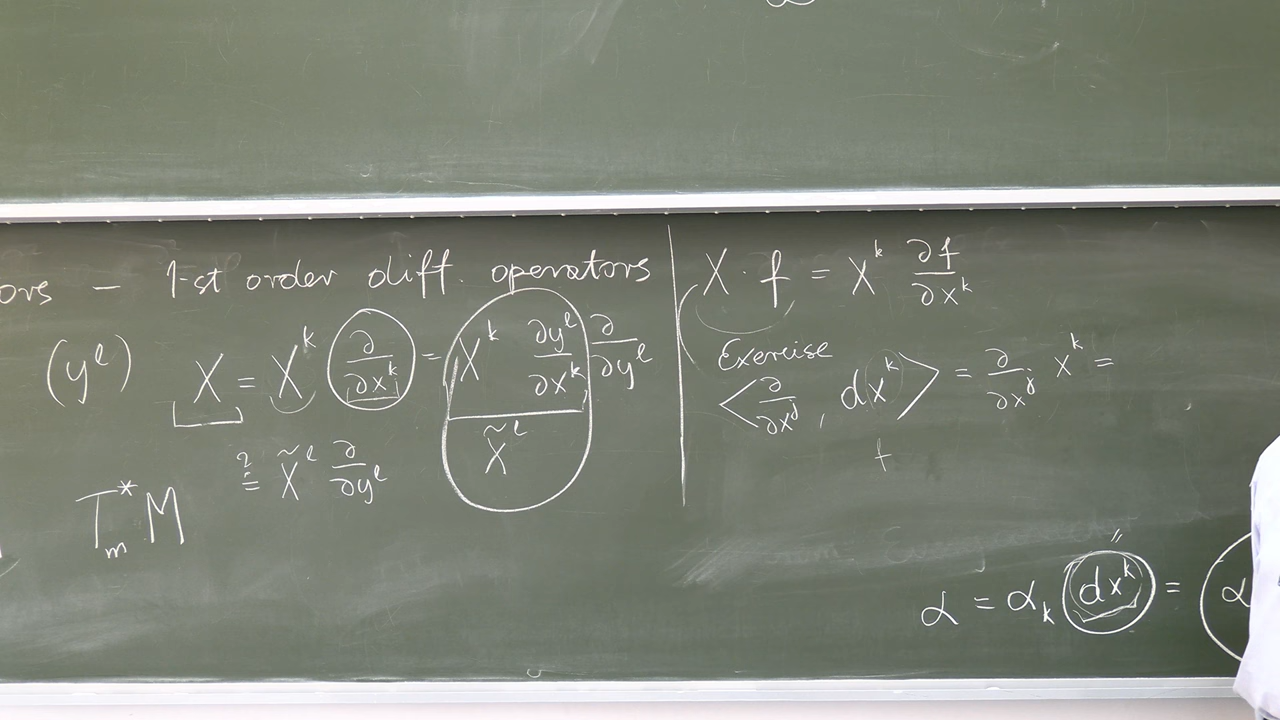 ors – 1-st order diff. operators
(y^ℓ) X = X^k ∂/∂x^k = X^k ∂y^ℓ/∂x^k ∂/∂y^ℓ
X̃^ℓ
≟ X̃^ℓ ∂/∂y^ℓ
T*_m M
X · f = X^k ∂f/∂x^k
Exercise
<∂/∂x^j , dx^k> = ∂/∂x^j x^k =
f
α = α_k dx^k = α